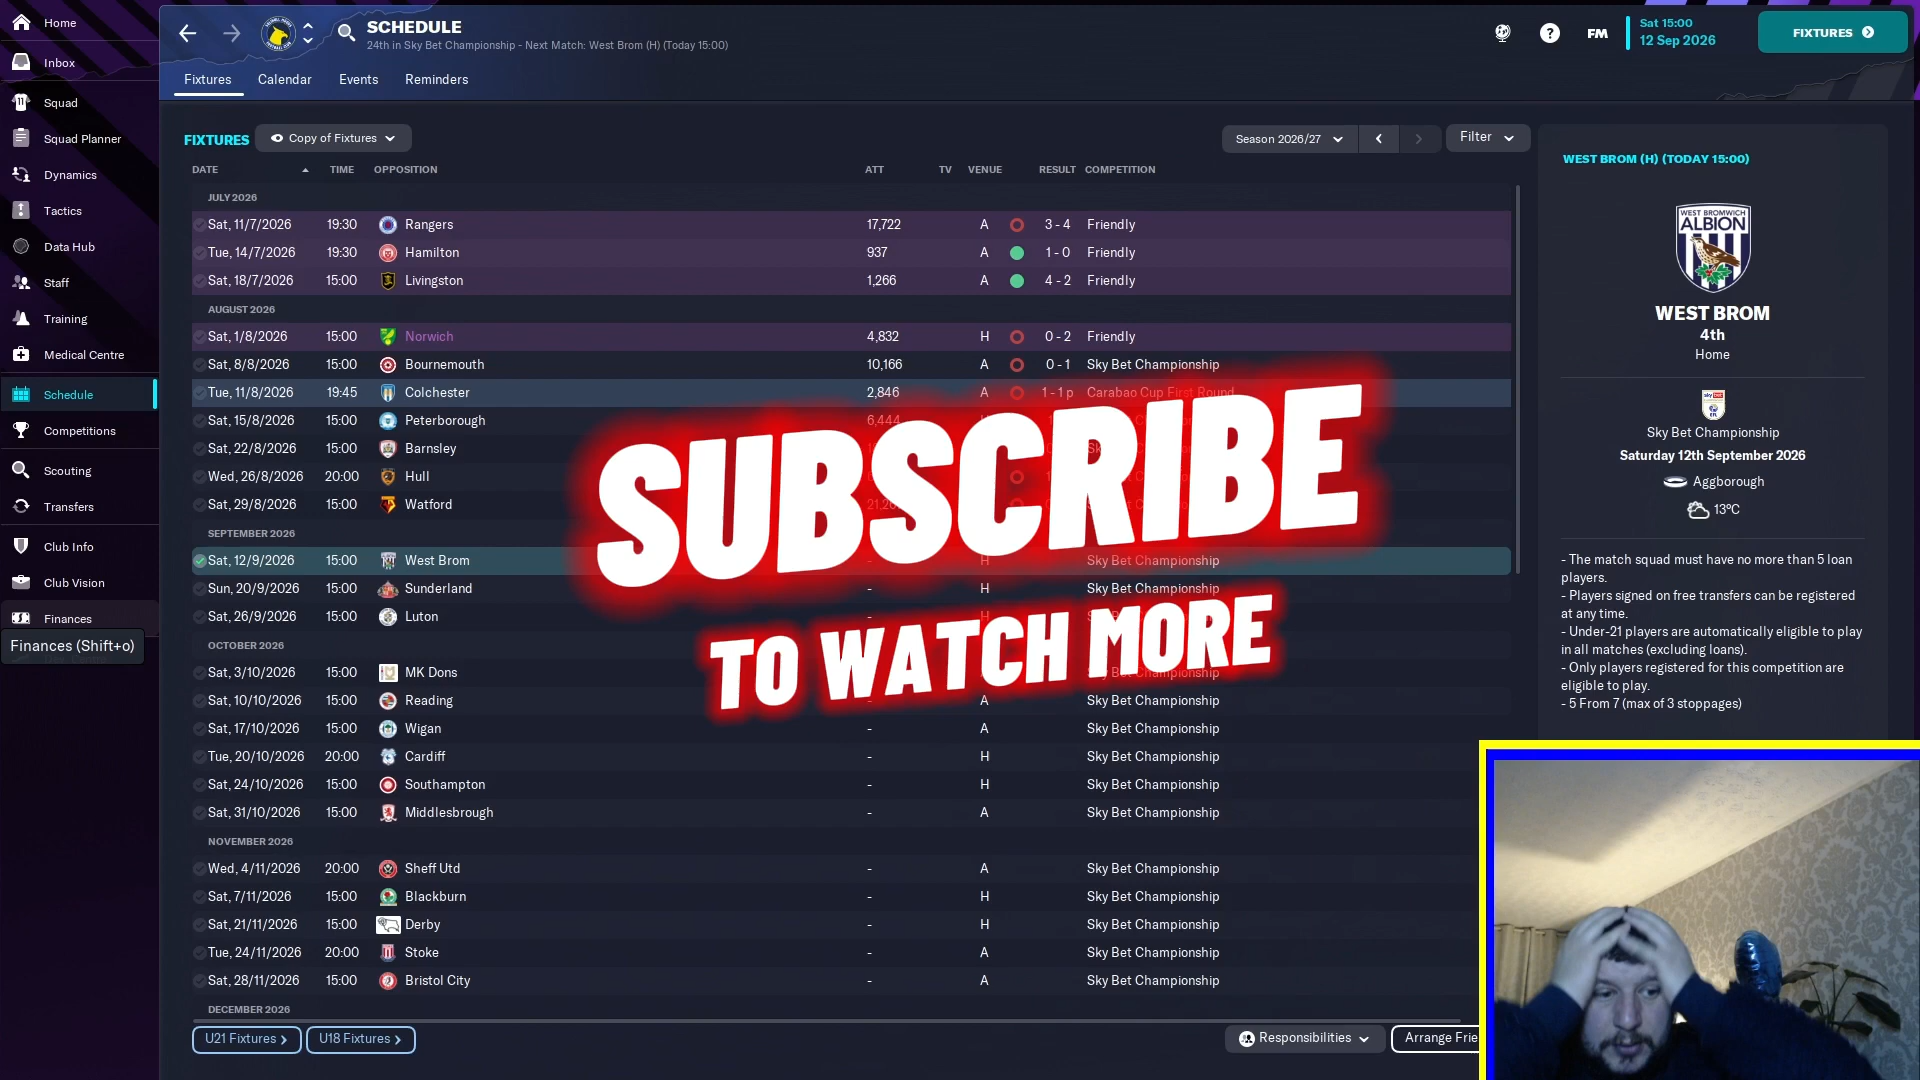 Home
Inbox
Squad
Squad Planner
Dynamics
Tactics
Data Hub
Staff
Training
Medical Centre
Schedule
Competitions
Scouting
Transfers
Club Info
Club Vision
Finances
Finances (Shift+o)
SCHEDULE
24th in Sky Bet Championship - Next Match: West Brom (H) (Today 15:00)
FM
Sat 15:00
12 Sep 2026
FIXTURES
Fixtures Calendar Events Reminders
FIXTURES Copy of Fixtures Season 2026/27 Filter
DATE TIME OPPOSITION ATT TV VENUE RESULT COMPETITION
JULY 2026
Sat, 11/7/2026 19:30 Rangers 17,722 A 3 - 4 Friendly
Tue, 14/7/2026 19:30 Hamilton 937 A 1 - 0 Friendly
Sat, 18/7/2026 15:00 Livingston 1,266 A 4 - 2 Friendly
AUGUST 2026
Sat, 1/8/2026 15:00 Norwich 4,832 H 0 - 2 Friendly
Sat, 8/8/2026 15:00 Bournemouth 10,166 A 0 - 1 Sky Bet Championship
Tue, 11/8/2026 19:45 Colchester 2,846 A 1 - 1 p Carabao Cup First Round
Sat, 15/8/2026 15:00 Peterborough 6,444
Sat, 22/8/2026 15:00 Barnsley
Wed, 26/8/2026 20:00 Hull
Sat, 29/8/2026 15:00 Watford
SEPTEMBER 2026
Sat, 12/9/2026 15:00 West Brom - H Sky Bet Championship
Sun, 20/9/2026 15:00 Sunderland - H Sky Bet Championship
Sat, 26/9/2026 15:00 Luton -
OCTOBER 2026
Sat, 3/10/2026 15:00 MK Dons
Sat, 10/10/2026 15:00 Reading - A Sky Bet Championship
Sat, 17/10/2026 15:00 Wigan - A Sky Bet Championship
Tue, 20/10/2026 20:00 Cardiff - H Sky Bet Championship
Sat, 24/10/2026 15:00 Southampton - H Sky Bet Championship
Sat, 31/10/2026 15:00 Middlesbrough - A Sky Bet Championship
NOVEMBER 2026
Wed, 4/11/2026 20:00 Sheff Utd - A Sky Bet Championship
Sat, 7/11/2026 15:00 Blackburn - H Sky Bet Championship
Sat, 21/11/2026 15:00 Derby - H Sky Bet Championship
Tue, 24/11/2026 20:00 Stoke - A Sky Bet Championship
Sat, 28/11/2026 15:00 Bristol City - A Sky Bet Championship
DECEMBER 2026
U21 Fixtures U18 Fixtures Responsibilities Arrange Frie
SUBSCRIBE
TO WATCH MORE
WEST BROM (H) (TODAY 15:00)
WEST BROMWICH
ALBION
WEST BROM
4th
Home
Sky Bet Championship
Saturday 12th September 2026
Aggborough
13°C
- The match squad must have no more than 5 loan
players.
- Players signed on free transfers can be registered
at any time.
- Under-21 players are automatically eligible to play
in all matches (excluding loans).
- Only players registered for this competition are
eligible to play.
- 5 From 7 (max of 3 stoppages)